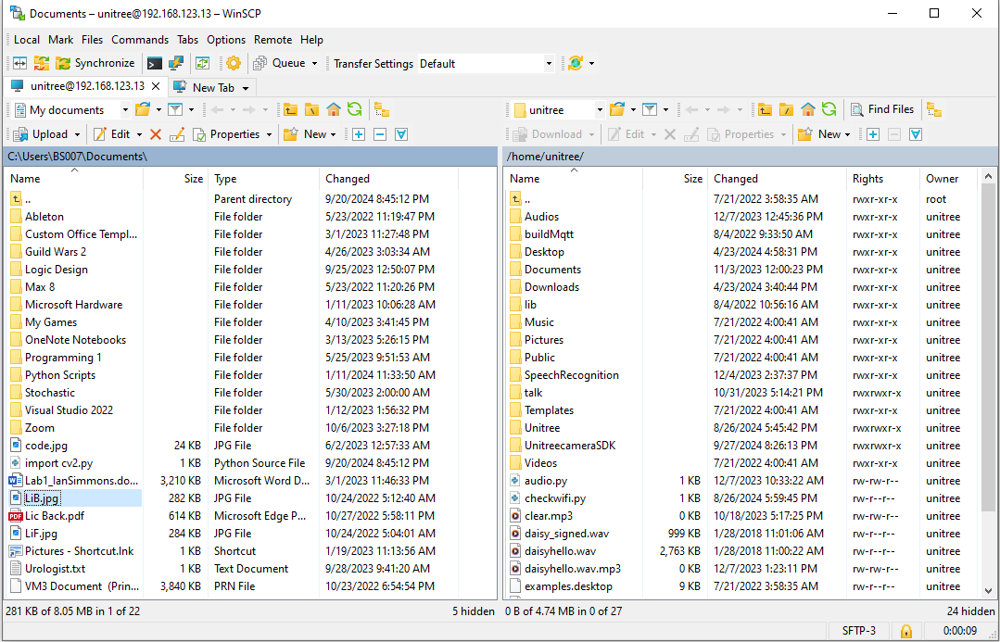 Documents – unitree@192.168.123.13 – WinSCP
Local Mark Files Commands Tabs Options Remote Help
Synchronize Queue Transfer Settings Default
unitree@192.168.123.13 New Tab
My documents unitree Find Files
Upload Edit Properties New Download Edit Properties New
C:\Users\BS007\Documents\ /home/unitree/
Name Size Type Changed Name Size Changed Rights Owner
.. Parent directory 9/20/2024 8:45:12 PM .. 7/21/2022 3:58:35 AM rwxr-xr-x root
Ableton File folder 5/23/2022 11:19:47 PM Audios 12/7/2023 12:45:36 PM rwxr-xr-x unitree
Custom Office Templ... File folder 3/1/2023 11:27:48 PM buildMqtt 8/4/2022 9:33:50 AM rwxr-xr-x unitree
Guild Wars 2 File folder 4/26/2023 3:03:34 AM Desktop 4/23/2024 4:58:31 PM rwxr-xr-x unitree
Logic Design File folder 9/25/2023 12:50:07 PM Documents 11/3/2023 12:00:23 PM rwxr-xr-x unitree
Max 8 File folder 5/23/2022 11:20:26 PM Downloads 4/23/2024 3:40:44 PM rwxr-xr-x unitree
Microsoft Hardware File folder 1/11/2023 10:06:28 AM lib 8/4/2022 10:56:16 AM rwxr-xr-x unitree
My Games File folder 4/10/2023 3:41:45 PM Music 7/21/2022 4:00:41 AM rwxr-xr-x unitree
OneNote Notebooks File folder 3/13/2023 5:26:15 PM Pictures 7/21/2022 4:00:41 AM rwxr-xr-x unitree
Programming 1 File folder 5/25/2023 9:51:53 AM Public 7/21/2022 4:00:41 AM rwxr-xr-x unitree
Python Scripts File folder 1/11/2024 11:33:50 AM SpeechRecognition 12/4/2023 2:37:37 PM rwxr-xr-x unitree
Stochastic File folder 5/30/2023 2:00:00 AM talk 10/31/2023 5:14:21 PM rwxrwxr-x unitree
Visual Studio 2022 File folder 1/12/2023 1:56:32 PM Templates 7/21/2022 4:00:41 AM rwxr-xr-x unitree
Zoom File folder 10/6/2023 3:27:18 PM Unitree 8/26/2024 5:45:42 PM rwxrwxr-x unitree
code.jpg 24 KB JPG File 6/2/2023 12:57:33 AM UnitreecameraSDK 9/27/2024 8:26:13 PM rwxrwxr-x unitree
import cv2.py 1 KB Python Source File 9/20/2024 8:45:12 PM Videos 7/21/2022 4:00:41 AM rwxr-xr-x unitree
Lab1_IanSimmons.do... 3,210 KB Microsoft Word D... 3/1/2023 11:46:33 PM audio.py 1 KB 12/7/2023 10:33:22 AM rw-rw-r-- unitree
LiB.jpg 282 KB JPG File 10/24/2022 5:12:40 AM checkwifi.py 1 KB 8/26/2024 5:59:45 PM rw-rw-r-- unitree
Lic Back.pdf 614 KB Microsoft Edge P... 10/27/2022 5:58:11 PM clear.mp3 0 KB 10/18/2023 5:17:25 PM rw-rw-r-- unitree
LiF.jpg 284 KB JPG File 10/24/2022 5:04:01 AM daisy_signed.wav 999 KB 1/28/2018 11:01:06 AM rw-r--r-- unitree
Pictures - Shortcut.lnk 1 KB Shortcut 1/19/2023 11:13:56 AM daisyhello.wav 2,763 KB 1/28/2018 11:00:22 AM rw-r--r-- unitree
Urologist.txt 1 KB Text Document 9/28/2023 9:41:20 AM daisyhello.wav.mp3 0 KB 12/7/2023 1:23:11 PM rw-rw-r-- unitree
VM3 Document (Prin... 3,840 KB PRN File 10/23/2022 6:54:54 PM examples.desktop 9 KB 7/21/2022 3:58:35 AM rw-r--r-- unitree
281 KB of 8.05 MB in 1 of 22 5 hidden 0 B of 4.74 MB in 0 of 27 24 hidden
SFTP-3 0:00:09